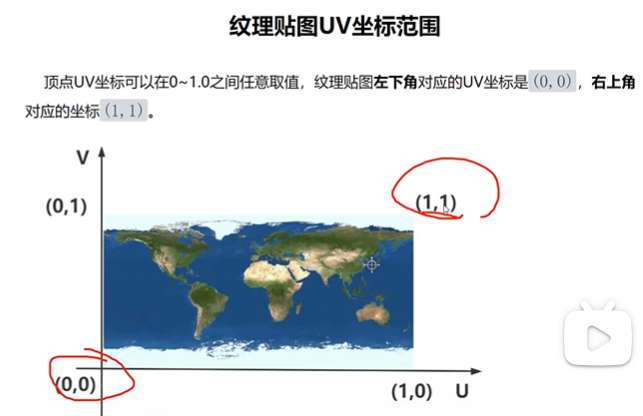 纹理贴图UV坐标范围
顶点UV坐标可以在0~1.0之间任意取值，纹理贴图左下角对应的UV坐标是(0,0)，右上角
对应的坐标(1,1)。
V
(0,1)
(1,1)
(0,0)
(1,0)
U